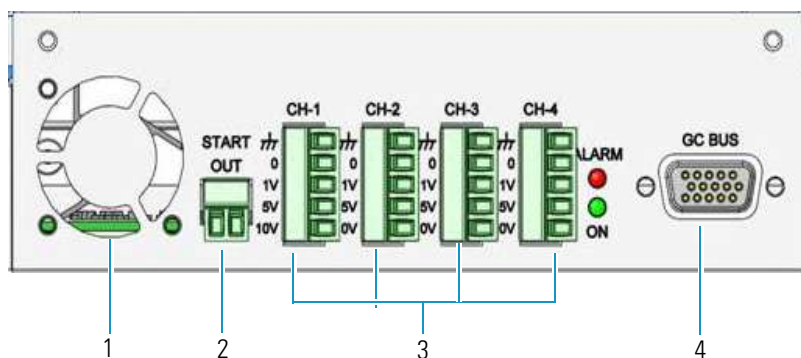 CH-1 CH-2 CH-3 CH-4
START
OUT
0 0 0 0
1V 1V 1V 1V
5V 5V 5V 5V
10V 0V 0V 0V
ALARM
ON
GC BUS
1 2 3 4